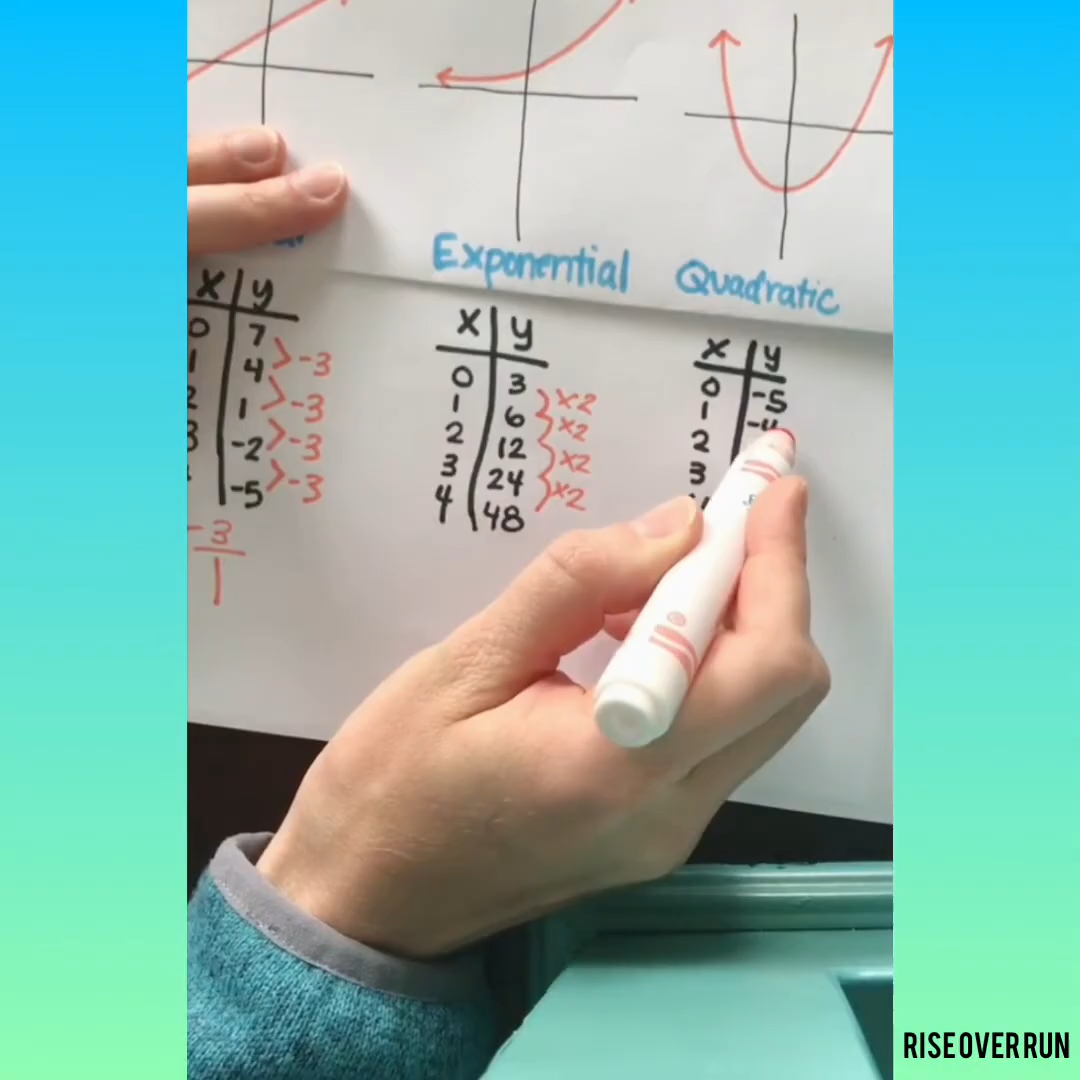 Exponential
Quadratic
x y
0 7
1 4
2 1
3 -2
-5
>-3
>-3
>-3
>-3
-3
1
x y
0 3
1 6
2 12
3 24
4 48
x2
x2
x2
x2
x y
0 -5
1 -4
2
3
RISE OVER RUN